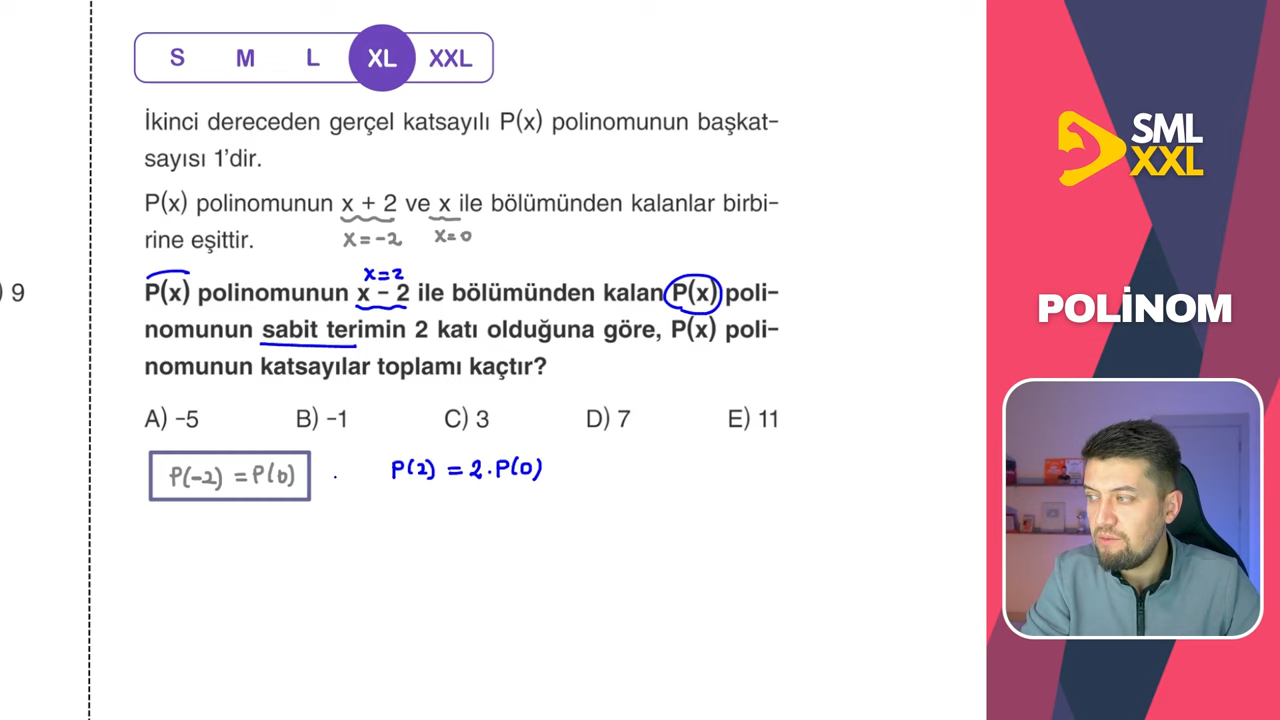 S M L XL XXL
İkinci dereceden gerçel katsayılı P(x) polinomunun başkat-
sayısı 1'dir.
P(x) polinomunun x + 2 ve x ile bölümünden kalanlar birbi-
rine eşittir.
x = -2 x = 0
x = 2
P(x) polinomunun x - 2 ile bölümünden kalan P(x) poli-
nomunun sabit terimin 2 katı olduğuna göre, P(x) poli-
nomunun katsayılar toplamı kaçtır?
A) -5 B) -1 C) 3 D) 7 E) 11
P(-2) = P(0) P(2) = 2.P(0)
) 9
SML
XXL
POLİNOM